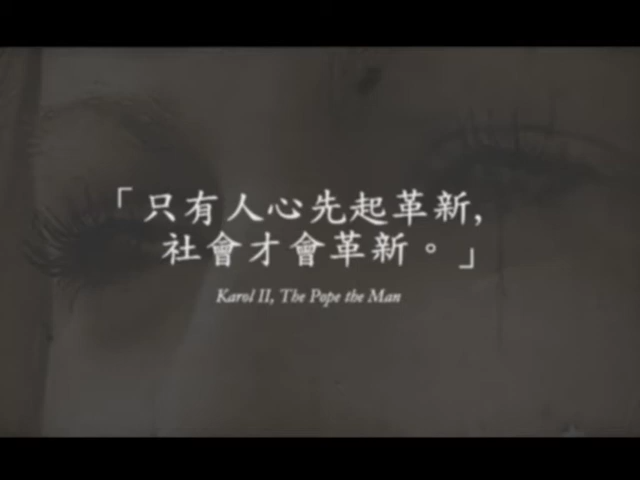 「只有人心先起革新,
社會才會革新。」
Karol II, The Pope the Man